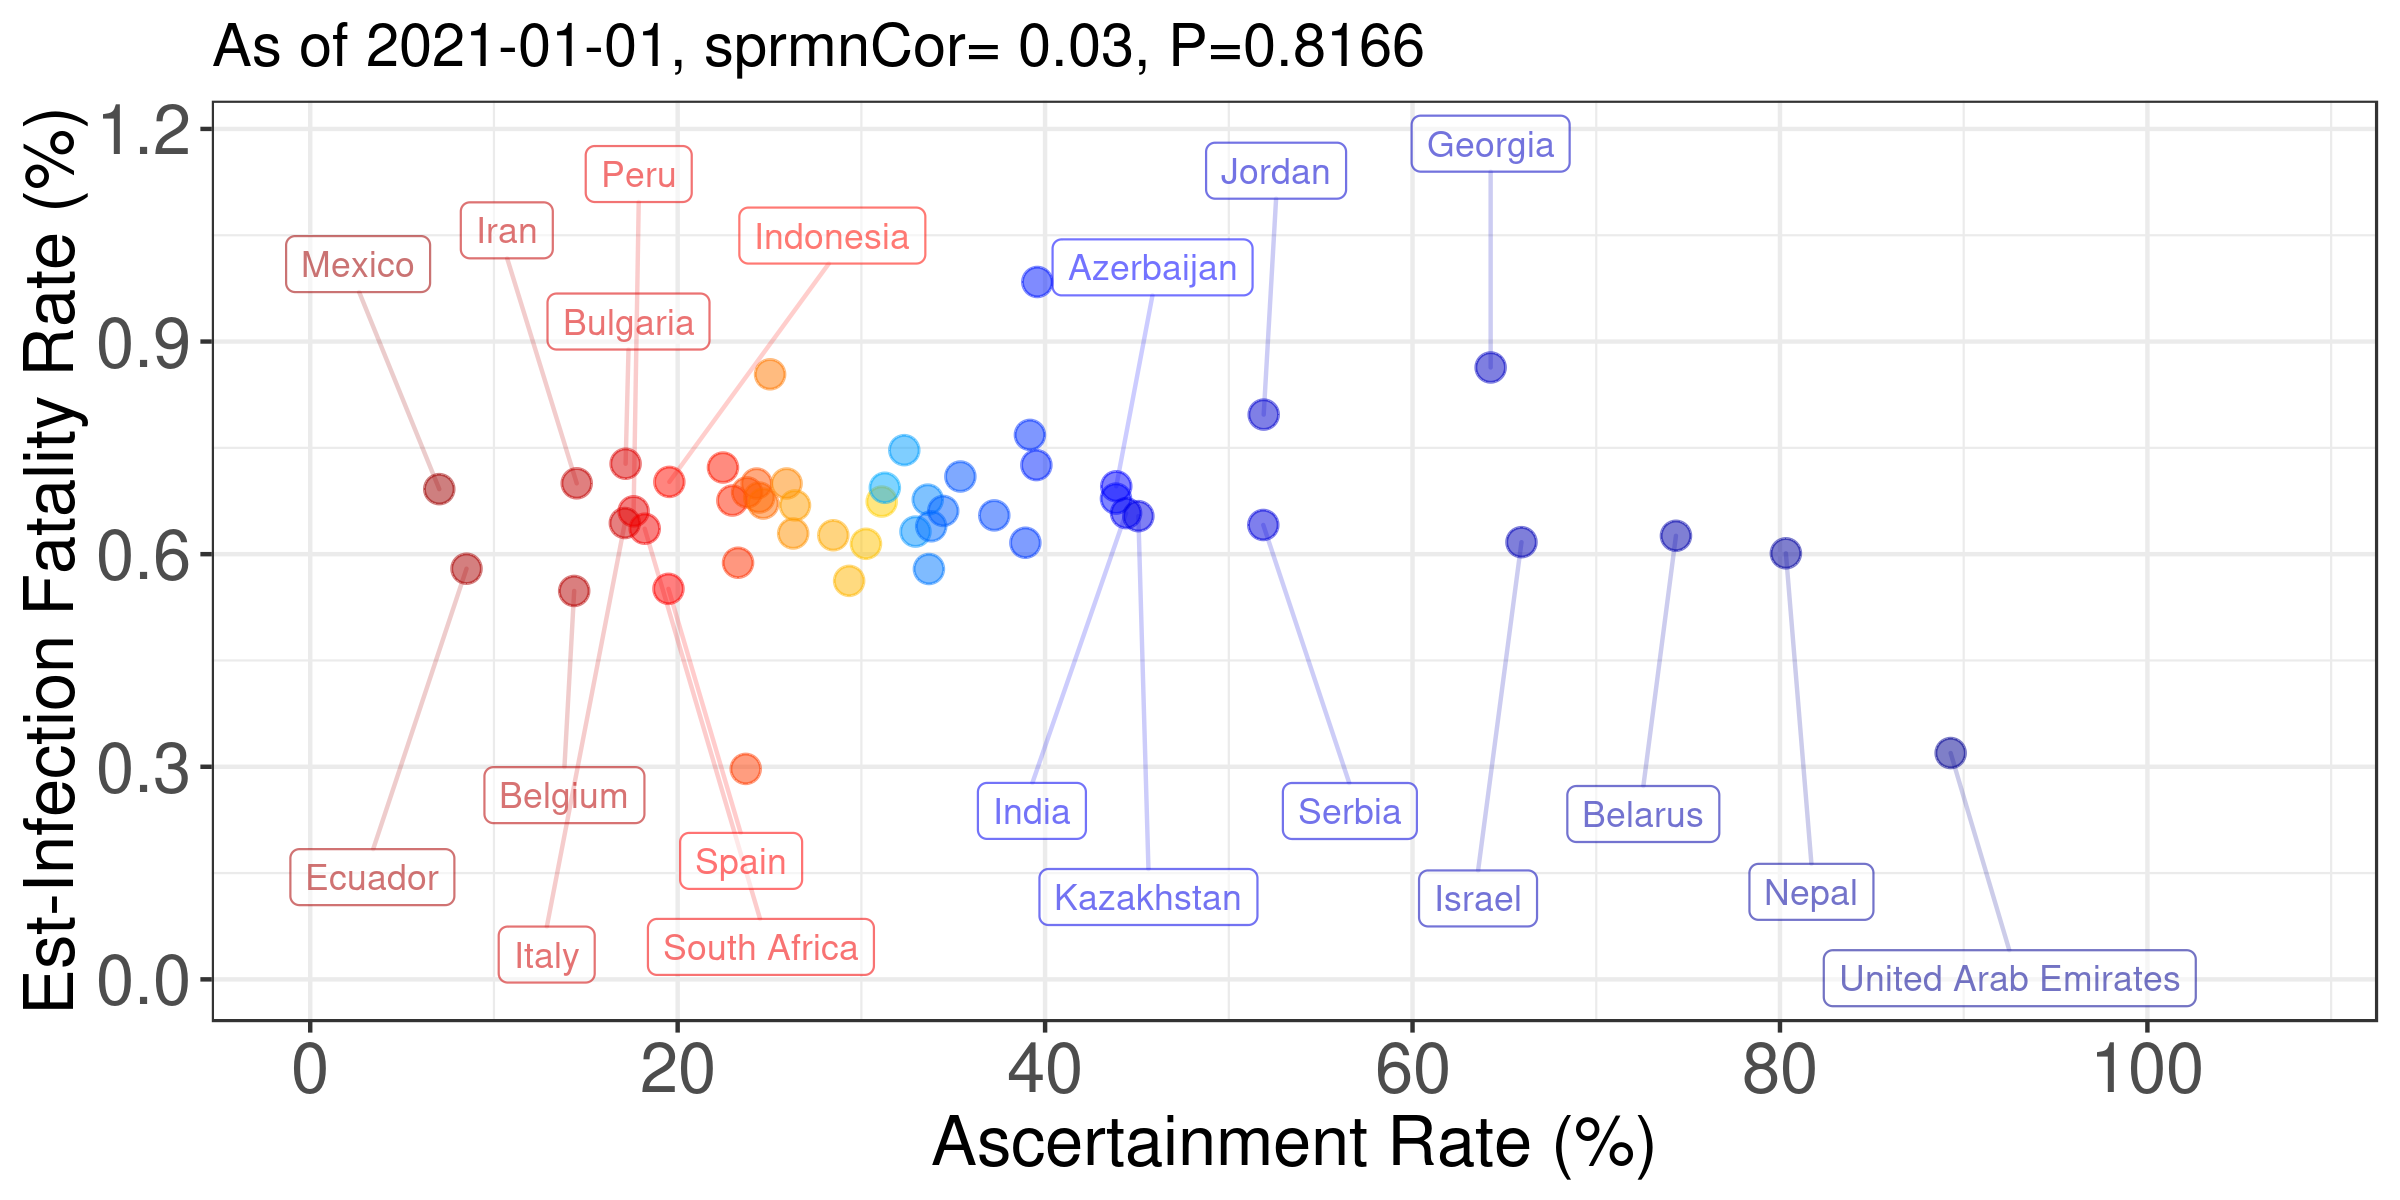 As of 2021-01-01, sprmnCor= 0.03, P=0.8166
Est-Infection Fatality Rate (%)
1.2
0.9
0.6
0.3
0.0
Georgia
Jordan
Peru
Iran
Indonesia
Mexico
Azerbaijan
Bulgaria
Belgium
India
Serbia
Belarus
Spain
Ecuador
Nepal
Kazakhstan
Israel
South Africa
Italy
United Arab Emirates
0 20 40 60 80 100
Ascertainment Rate (%)